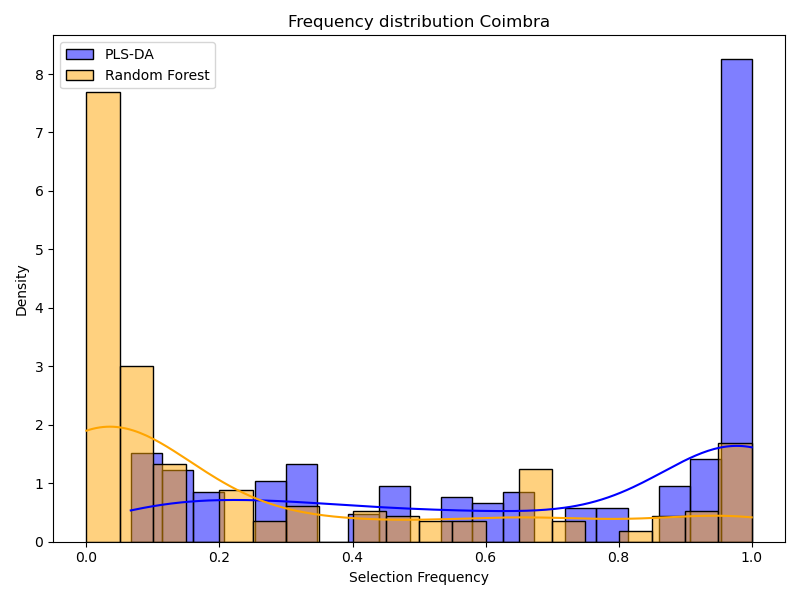 Frequency distribution Coimbra
PLS-DA
Random Forest
Density
8
7
6
5
4
3
2
1
0
0.0 0.2 0.4 0.6 0.8 1.0
Selection Frequency